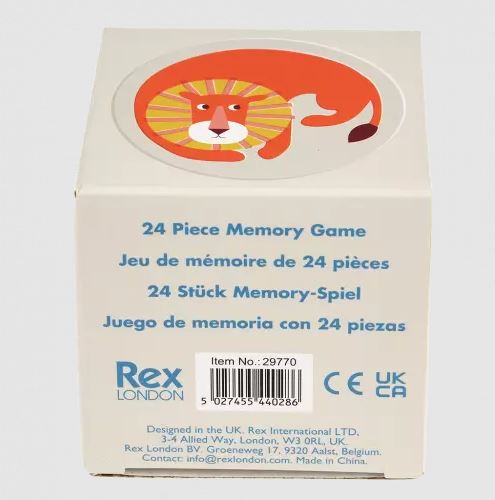 24 Piece Memory Game
Jeu de mémoire de 24 pièces
24 Stück Memory-Spiel
Juego de memoria con 24 piezas
Item No.: 29770
Rex
LONDON
5 027455 440286
CE
UK
CA
Designed in the UK. Rex International LTD,
3-4 Allied Way, London, W3 0RL, UK.
Rex London BV. Groeneweg 17, 9320 Aalst, Belgium.
Contact: info@rexlondon.com. Made in China.